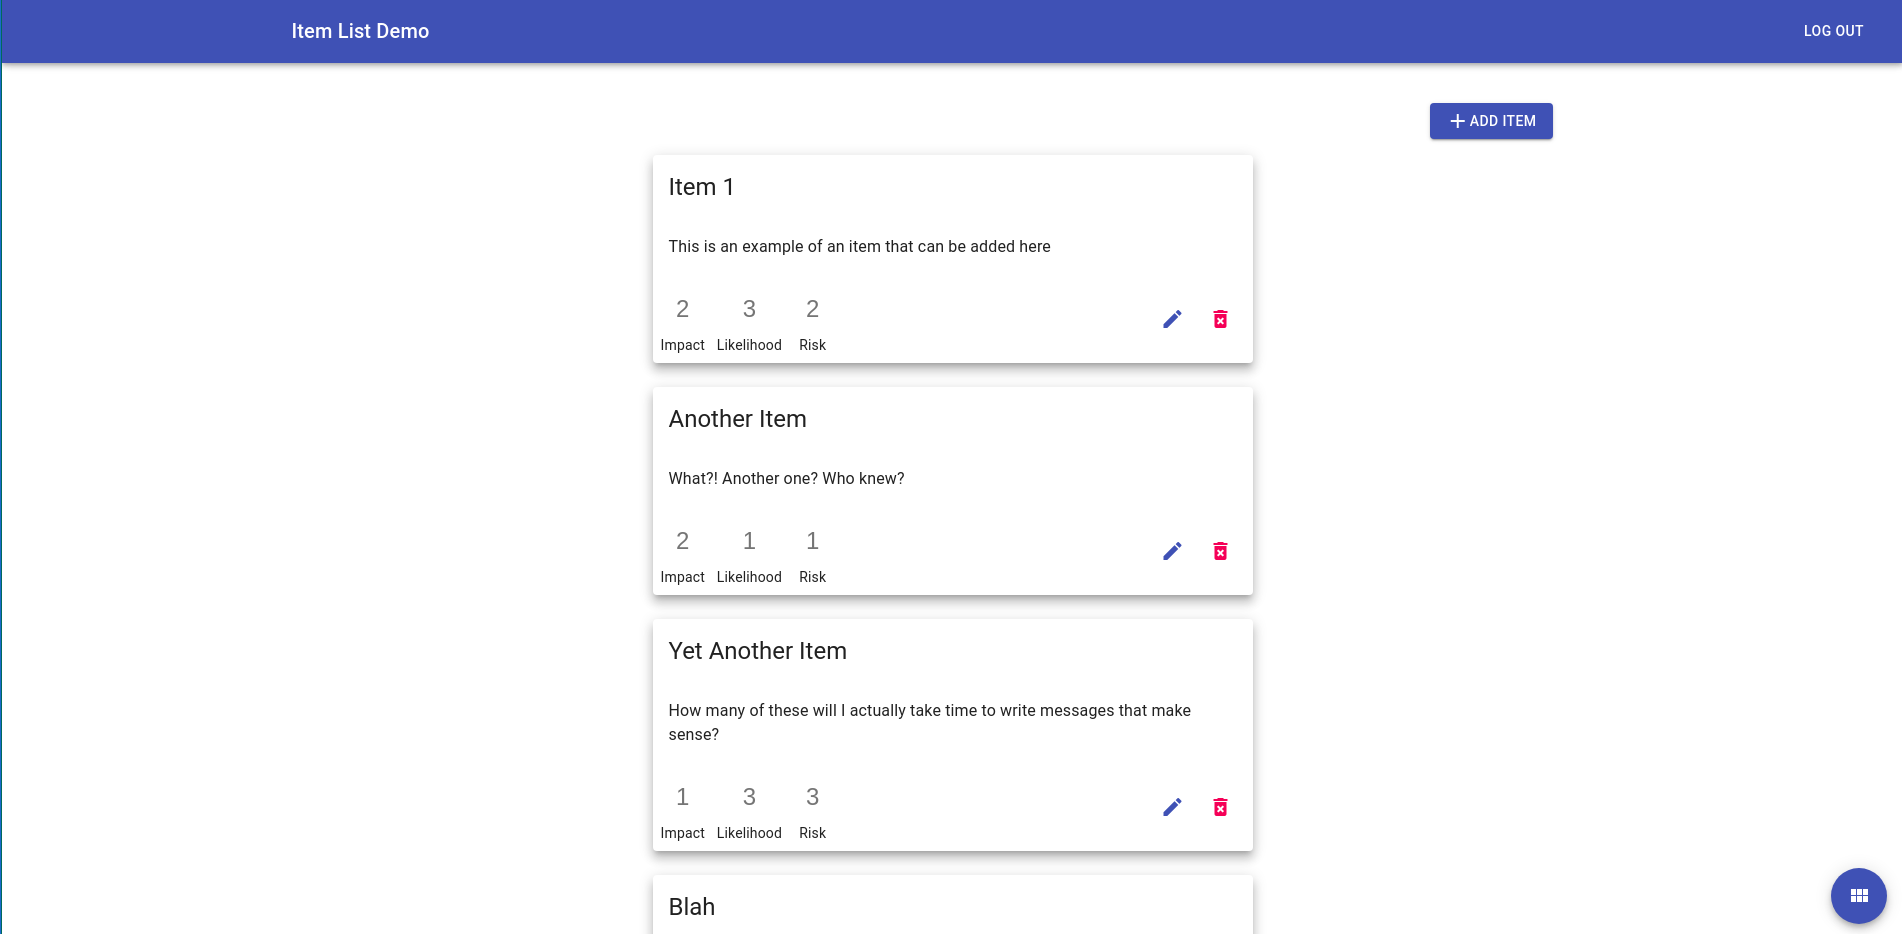 Item List Demo
LOG OUT
ADD ITEM
Item 1
This is an example of an item that can be added here
2 3 2
Impact Likelihood Risk
Another Item
What?! Another one? Who knew?
2 1 1
Impact Likelihood Risk
Yet Another Item
How many of these will I actually take time to write messages that make
sense?
1 3 3
Impact Likelihood Risk
Blah